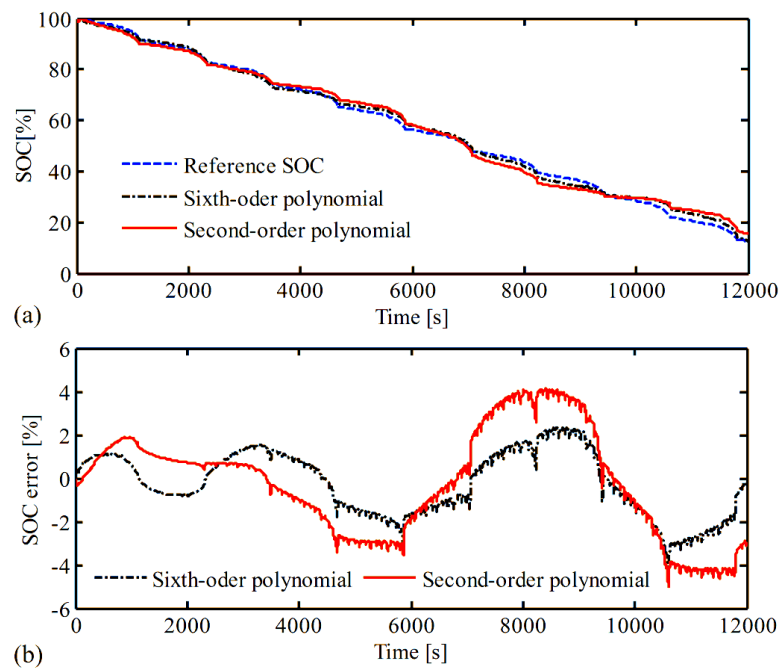 100
80
60
40
20
0
SOC[%]
Reference SOC
Sixth-oder polynomial
Second-order polynomial
0 2000 4000 6000 8000 10000 12000
Time [s]
(a)
6
4
2
0
-2
-4
-6
SOC error [%]
Sixth-oder polynomial Second-order polynomial
0 2000 4000 6000 8000 10000 12000
Time [s]
(b)